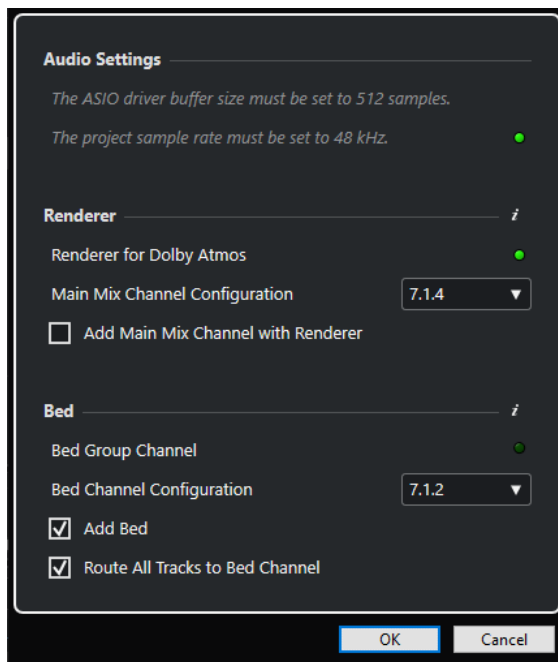 Audio Settings
The ASIO driver buffer size must be set to 512 samples.
The project sample rate must be set to 48 kHz.
Renderer
i
Renderer for Dolby Atmos
Main Mix Channel Configuration
7.1.4
Add Main Mix Channel with Renderer
Bed
i
Bed Group Channel
Bed Channel Configuration
7.1.2
Add Bed
Route All Tracks to Bed Channel
OK
Cancel